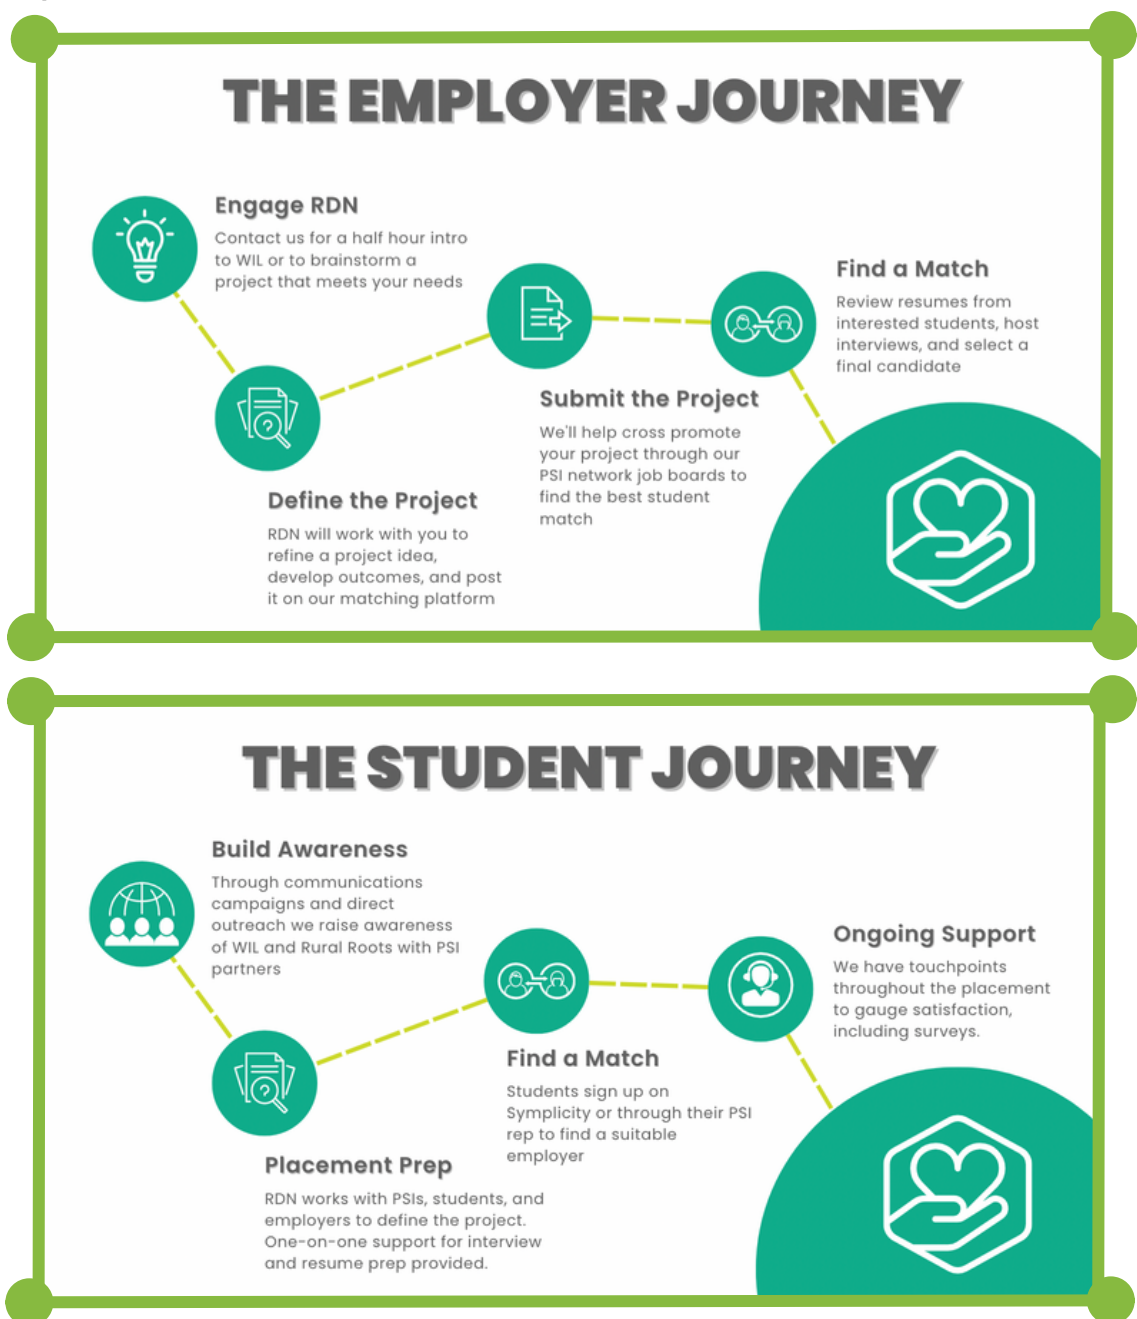 THE EMPLOYER JOURNEY
Engage RDN
Contact us for a half hour intro
to WIL or to brainstorm a
project that meets your needs
Define the Project
RDN will work with you to
refine a project idea,
develop outcomes, and post
it on our matching platform
Submit the Project
We'll help cross promote
your project through our
PSI network job boards to
find the best student
match
Find a Match
Review resumes from
interested students, host
interviews, and select a
final candidate
THE STUDENT JOURNEY
Build Awareness
Through communications
campaigns and direct
outreach we raise awareness
of WIL and Rural Roots with PSI
partners
Placement Prep
RDN works with PSIs, students, and
employers to define the project.
One-on-one support for interview
and resume prep provided.
Find a Match
Students sign up on
Symplicity or through their PSI
rep to find a suitable
employer
Ongoing Support
We have touchpoints
throughout the placement
to gauge satisfaction,
including surveys.